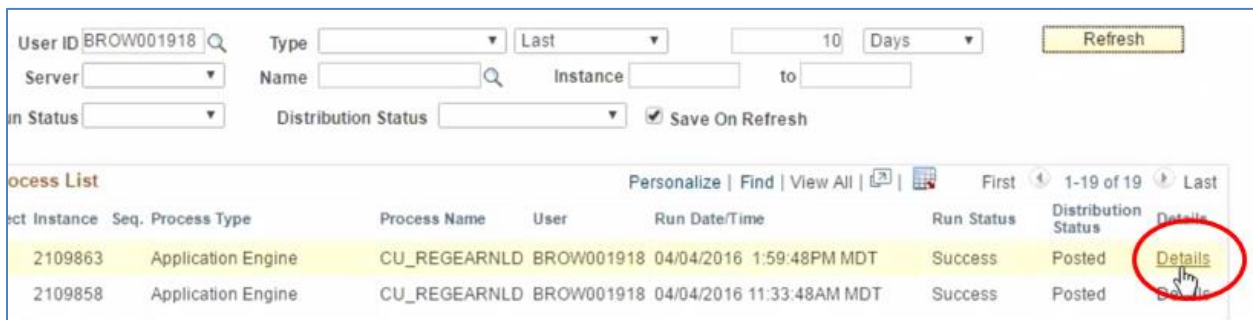 User ID BROW001918 Type Last 10 Days Refresh
Server Name Instance to
un Status Distribution Status Save On Refresh
ocess List Personalize | Find | View All | | First 1-19 of 19 Last
ect Instance Seq. Process Type Process Name User Run Date/Time Run Status Distribution Status Details
2109863 Application Engine CU_REGEARNLD BROW001918 04/04/2016 1:59:48PM MDT Success Posted Details
2109858 Application Engine CU_REGEARNLD BROW001918 04/04/2016 11:33:48AM MDT Success Posted Details